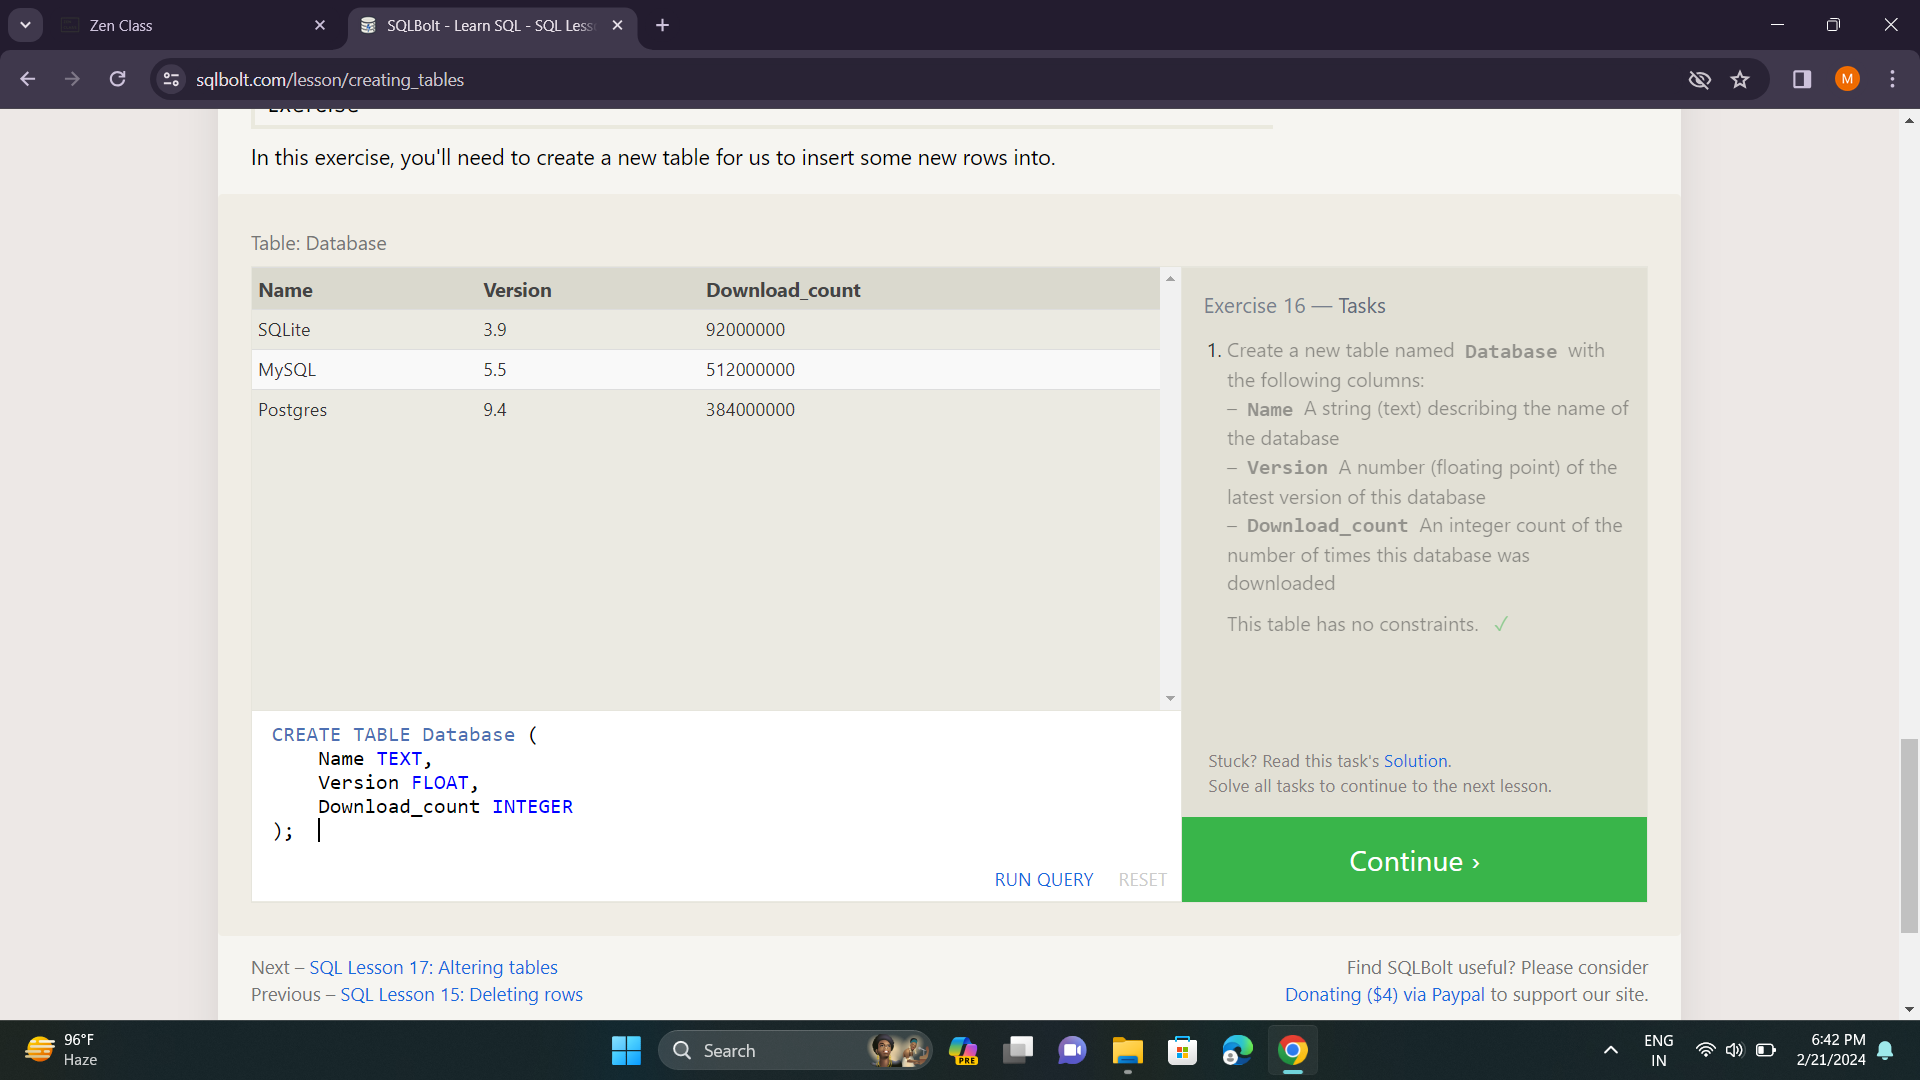 Zen Class
SQLBolt - Learn SQL - SQL Less
sqlbolt.com/lesson/creating_tables
M
Exercise
In this exercise, you'll need to create a new table for us to insert some new rows into.
Table: Database
Name Version Download_count
SQLite 3.9 92000000
MySQL 5.5 512000000
Postgres 9.4 384000000
Exercise 16 — Tasks
1. Create a new table named Database with
the following columns:
– Name A string (text) describing the name of
the database
– Version A number (floating point) of the
latest version of this database
– Download_count An integer count of the
number of times this database was
downloaded
This table has no constraints. ✓
Stuck? Read this task's Solution.
Solve all tasks to continue to the next lesson.
Continue ›
CREATE TABLE Database (
Name TEXT,
Version FLOAT,
Download_count INTEGER
);
RUN QUERY RESET
Next – SQL Lesson 17: Altering tables
Previous – SQL Lesson 15: Deleting rows
Find SQLBolt useful? Please consider
Donating ($4) via Paypal to support our site.
96°F
Haze
Search
PRE
ENG
IN
6:42 PM
2/21/2024